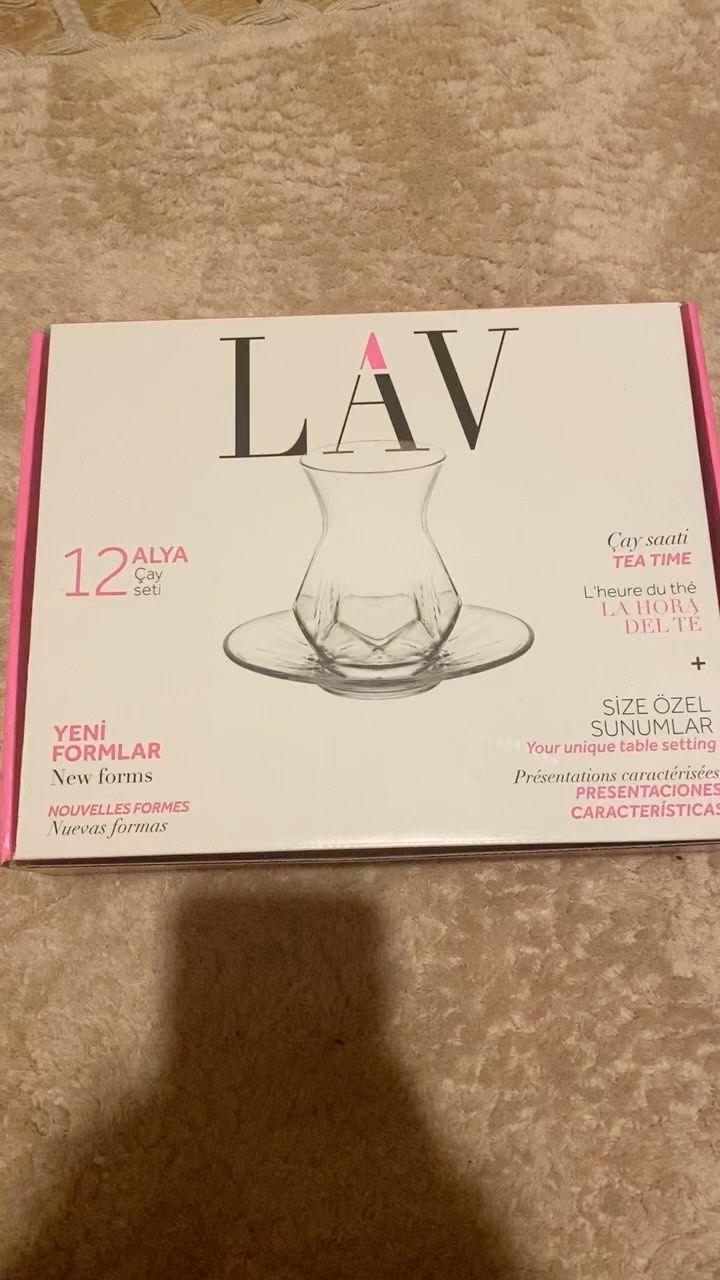 LAV
12 ALYA
Çay
seti
Çay saati
TEA TIME
L'heure du thé
LA HORA
DEL TÉ
+
YENİ
FORMLAR
New forms
NOUVELLES FORMES
Nuevas formas
SİZE ÖZEL
SUNUMLAR
Your unique table setting
Présentations caractérisées
PRESENTACIONES
CARACTERÍSTICAS